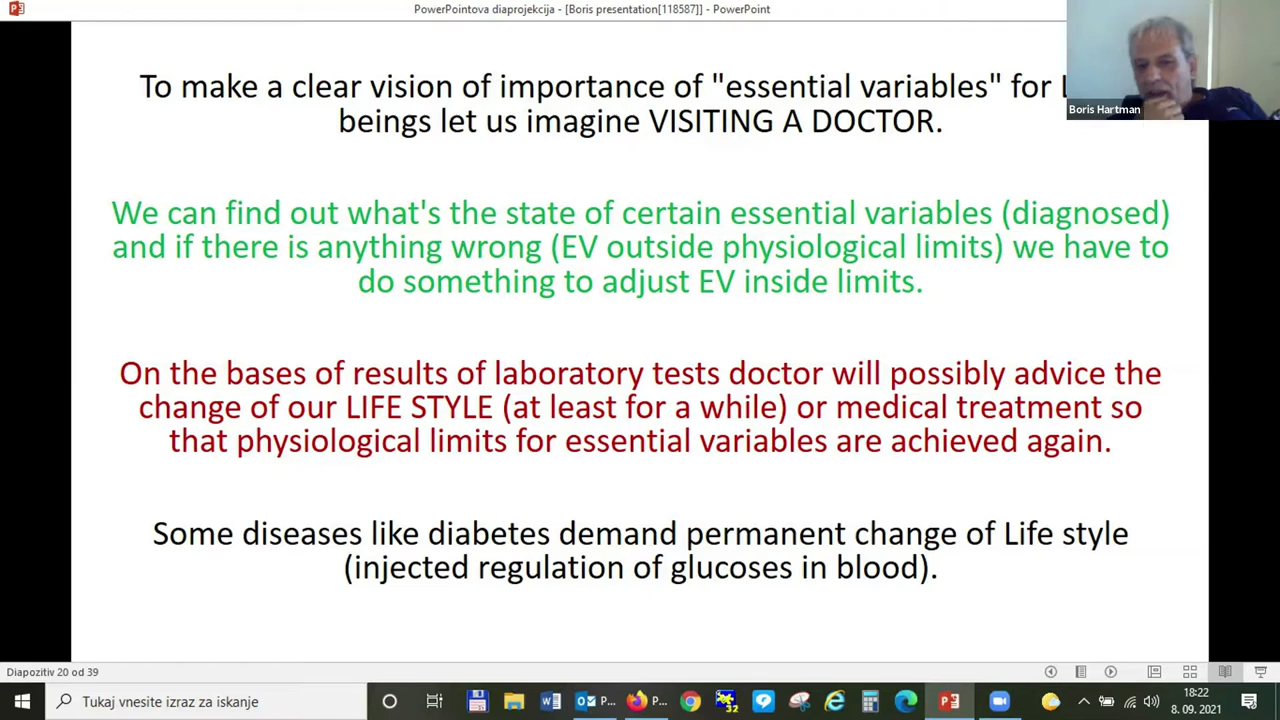 PowerPointova diaprojekcija - [Boris presentation[118587]] - PowerPoint
To make a clear vision of importance of "essential variables" for
beings let us imagine VISITING A DOCTOR.
Boris Hartman
We can find out what's the state of certain essential variables (diagnosed)
and if there is anything wrong (EV outside physiological limits) we have to
do something to adjust EV inside limits.
On the bases of results of laboratory tests doctor will possibly advice the
change of our LIFE STYLE (at least for a while) or medical treatment so
that physiological limits for essential variables are achieved again.
Some diseases like diabetes demand permanent change of Life style
(injected regulation of glucoses in blood).
Diapozitiv 20 od 39
Tukaj vnesite izraz za iskanje
32
P...
P...
18:22
8. 09. 2021